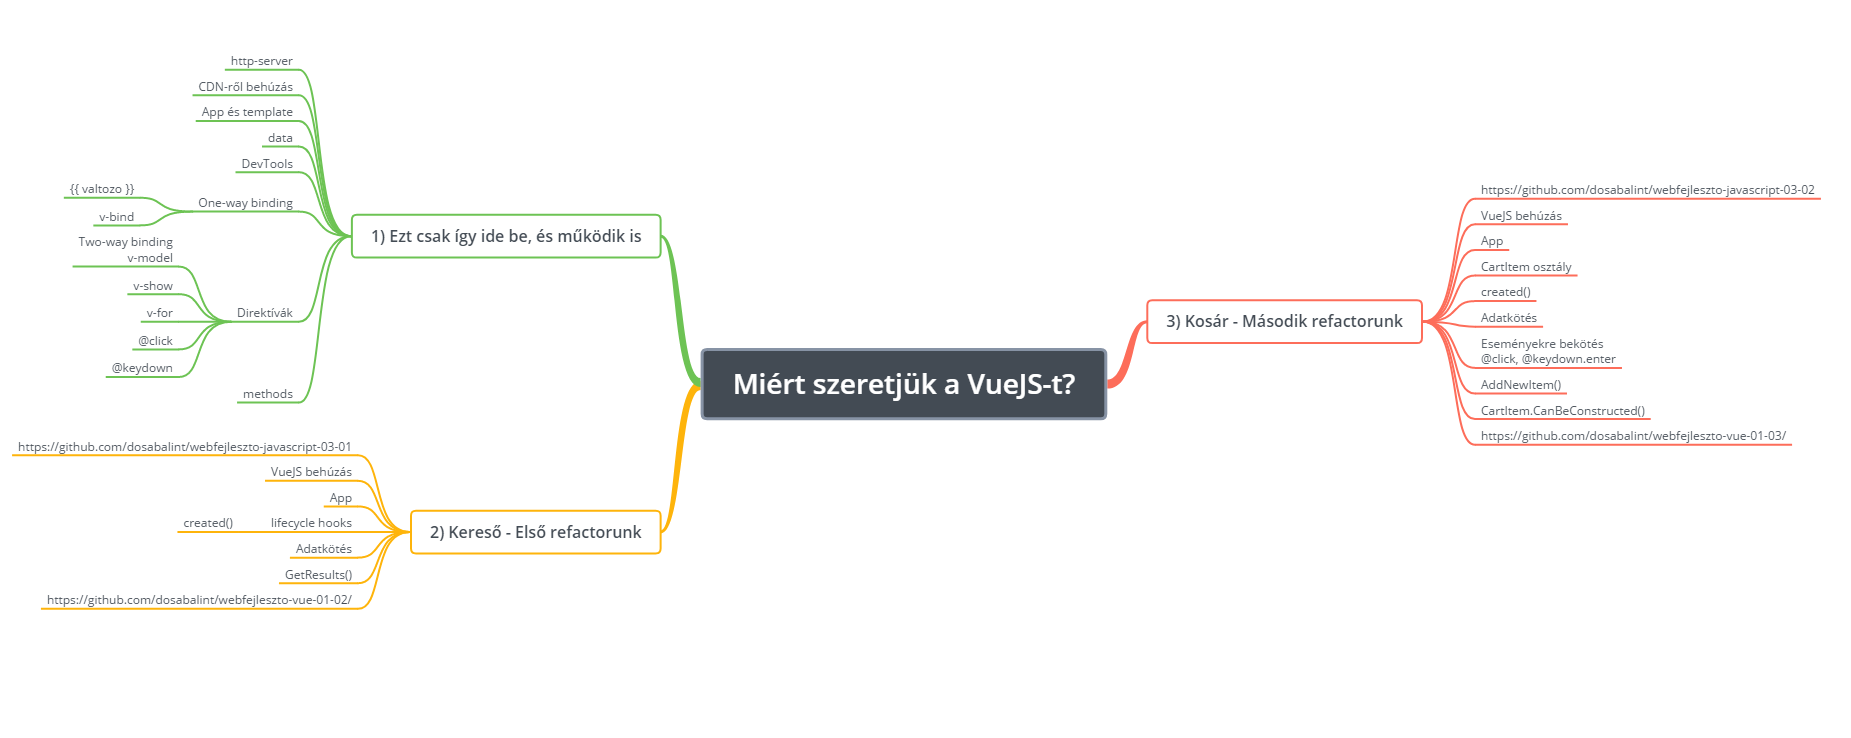 Miért szeretjük a VueJS-t?
1) Ezt csak így ide be, és működik is
http-server
CDN-ről behúzás
App és template
data
DevTools
One-way binding
{{ valtozo }}
v-bind
Direktívák
Two-way binding
v-model
v-show
v-for
@click
@keydown
methods
2) Kereső - Első refactorunk
https://github.com/dosabalint/webfejleszto-javascript-03-01
VueJS behúzás
App
lifecycle hooks
created()
Adatkötés
GetResults()
https://github.com/dosabalint/webfejleszto-vue-01-02/
3) Kosár - Második refactorunk
https://github.com/dosabalint/webfejleszto-javascript-03-02
VueJS behúzás
App
CartItem osztály
created()
Adatkötés
Eseményekre bekötés
@click, @keydown.enter
AddNewItem()
CartItem.CanBeConstructed()
https://github.com/dosabalint/webfejleszto-vue-01-03/